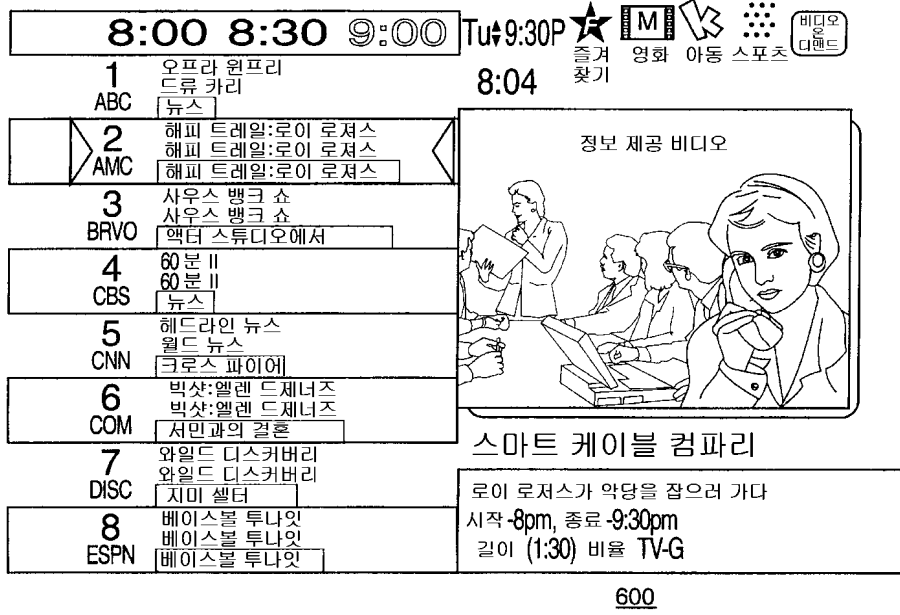 8:00 8:30 9:00
Tu 9:30P
즐겨
찾기
M
영화
아동
스포츠
비디오
온
디맨드
8:04
1
ABC
오프라 윈프리
드류 카리
뉴스
2
AMC
해피 트레일:로이 로져스
해피 트레일:로이 로져스
해피 트레일:로이 로져스
3
BRVO
사우스 뱅크 쇼
사우스 뱅크 쇼
액터 스튜디오에서
4
CBS
60분 II
60분 II
뉴스
5
CNN
헤드라인 뉴스
월드 뉴스
크로스 파이어
6
COM
빅샷:엘렌 드제너즈
빅샷:엘렌 드제너즈
서민과의 결혼
7
DISC
와일드 디스커버리
와일드 디스커버리
지미 셀터
8
ESPN
베이스볼 투나잇
베이스볼 투나잇
베이스볼 투나잇
정보 제공 비디오
스마트 케이블 컴파리
로이 로저스가 악당을 잡으러 가다
시작-8pm, 종료-9:30pm
길이 (1:30) 비율 TV-G
600